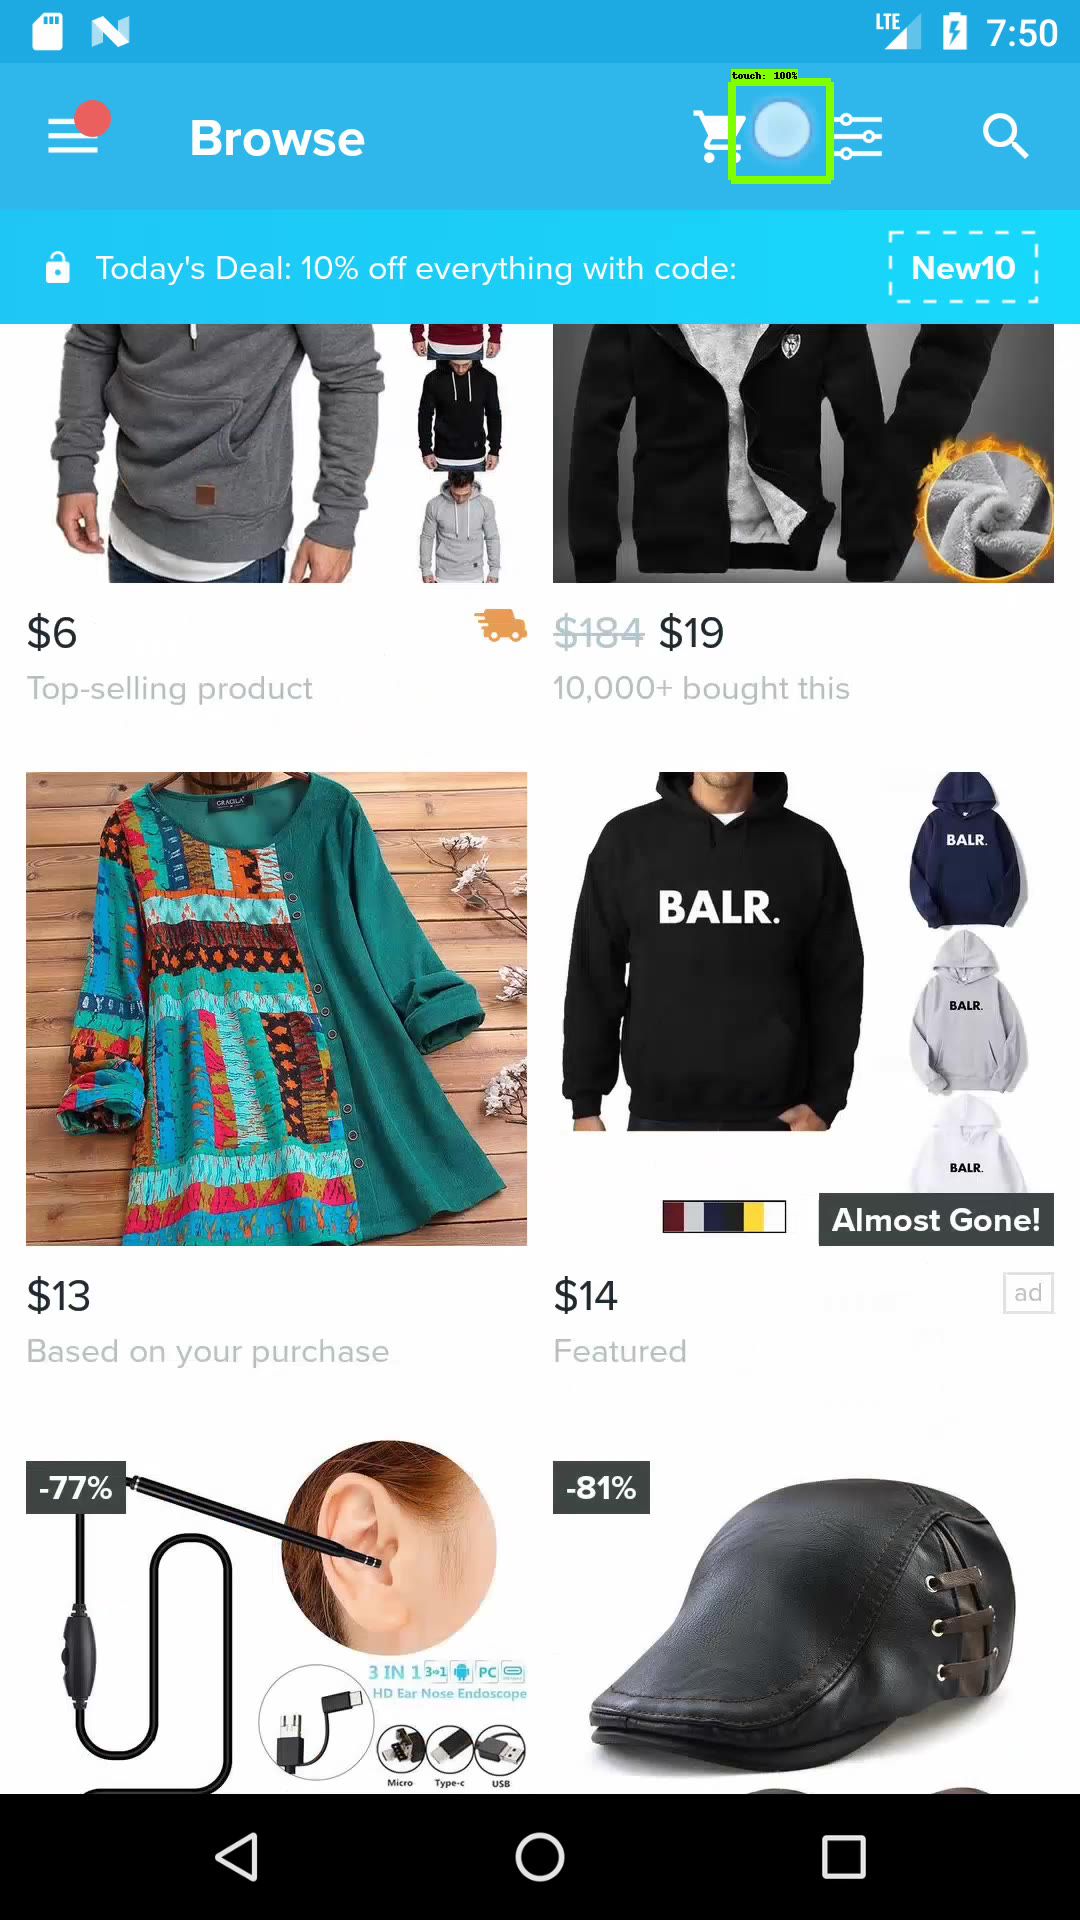 LTE 7:50
touch: 100%
Browse
Today's Deal: 10% off everything with code: New10
$6
Top-selling product
$184 $19
10,000+ bought this
GRACILA
BALR.
BALR.
BALR.
BALR.
Almost Gone!
$13
Based on your purchase
$14 ad
Featured
-77%
3 IN 1 3in1 PC
HD Ear Nose Endoscope
Micro Type-c USB
-81%